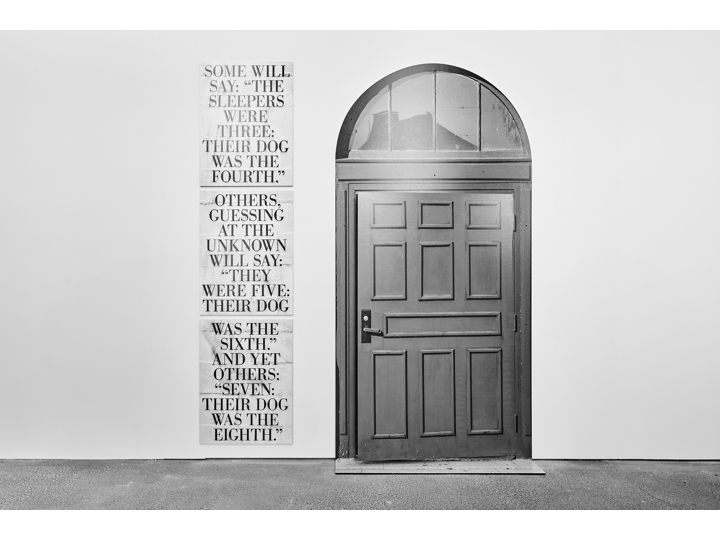 SOME WILL
SAY: “THE
SLEEPERS
WERE
THREE:
THEIR DOG
WAS THE
FOURTH.”
OTHERS,
GUESSING
AT THE
UNKNOWN
WILL SAY:
“THEY
WERE FIVE:
THEIR DOG
WAS THE
SIXTH.”
AND YET
OTHERS:
“SEVEN:
THEIR DOG
WAS THE
EIGHTH.”